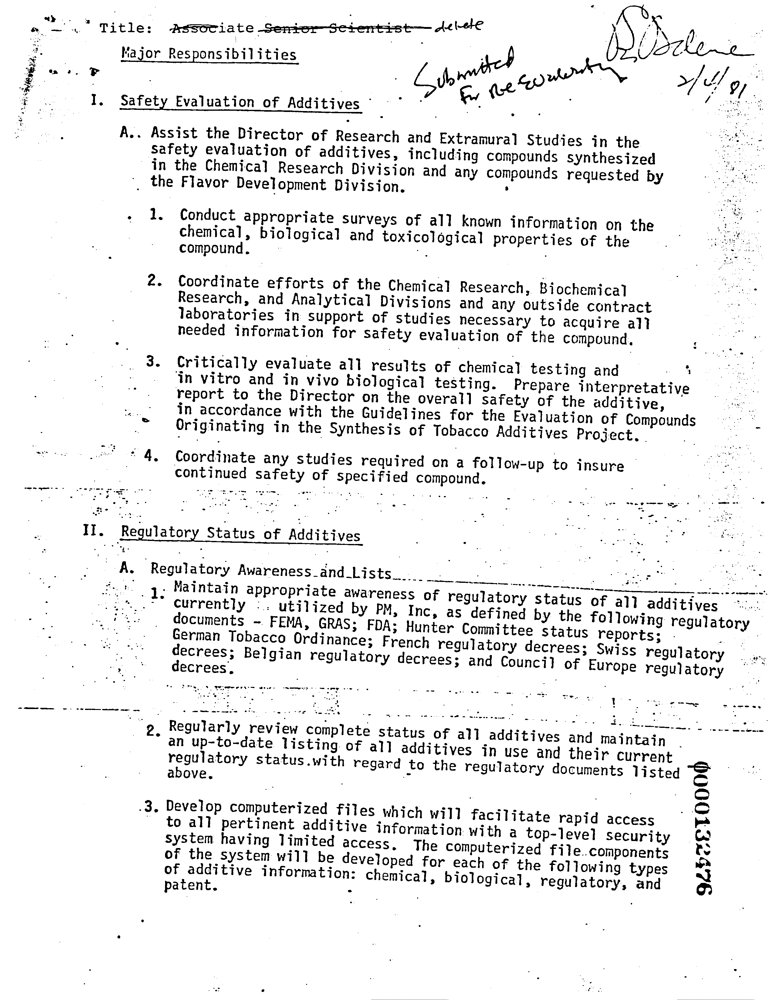 Title: Associate Senior Scientist delete
Major Responsibilities
Submitted
For
2/4/81
I. Safety Evaluation of Additives
A.. Assist the Director of Research and Extramural Studies in the
safety evaluation of additives, including compounds synthesized
in the Chemical Research Division and any compounds requested by
the Flavor Development Division.
1. Conduct appropriate surveys of all known information on the
chemical, biological and toxicological properties of the
compound.
2. Coordinate efforts of the Chemical Research, Biochemical
Research, and Analytical Divisions and any outside contract
laboratories in support of studies necessary to acquire all
needed information for safety evaluation of the compound.
3. Critically evaluate all results of chemical testing and
in vitro and in vivo biological testing. Prepare interpretative
report to the Director on the overall safety of the additive,
in accordance with the Guidelines for the Evaluation of Compounds
Originating in the Synthesis of Tobacco Additives Project.
4. Coordinate any studies required on a follow-up to insure
continued safety of specified compound.
II. Regulatory Status of Additives
A. Regulatory Awareness and Lists
1. Maintain appropriate awareness of regulatory status of all additives
currently utilized by PM, Inc, as defined by the following regulatory
documents - FEMA, GRAS; FDA; Hunter Committee status reports;
German Tobacco Ordinance; French regulatory decrees; Swiss regulatory
decrees; Belgian regulatory decrees; and Council of Europe regulatory
decrees.
2. Regularly review complete status of all additives and maintain
an up-to-date listing of all additives in use and their current
regulatory status with regard to the regulatory documents listed
above.
3. Develop computerized files which will facilitate rapid access
to all pertinent additive information with a top-level security
system having limited access. The computerized file components
of the system will be developed for each of the following types
of additive information: chemical, biological, regulatory, and
patent.
0000132476